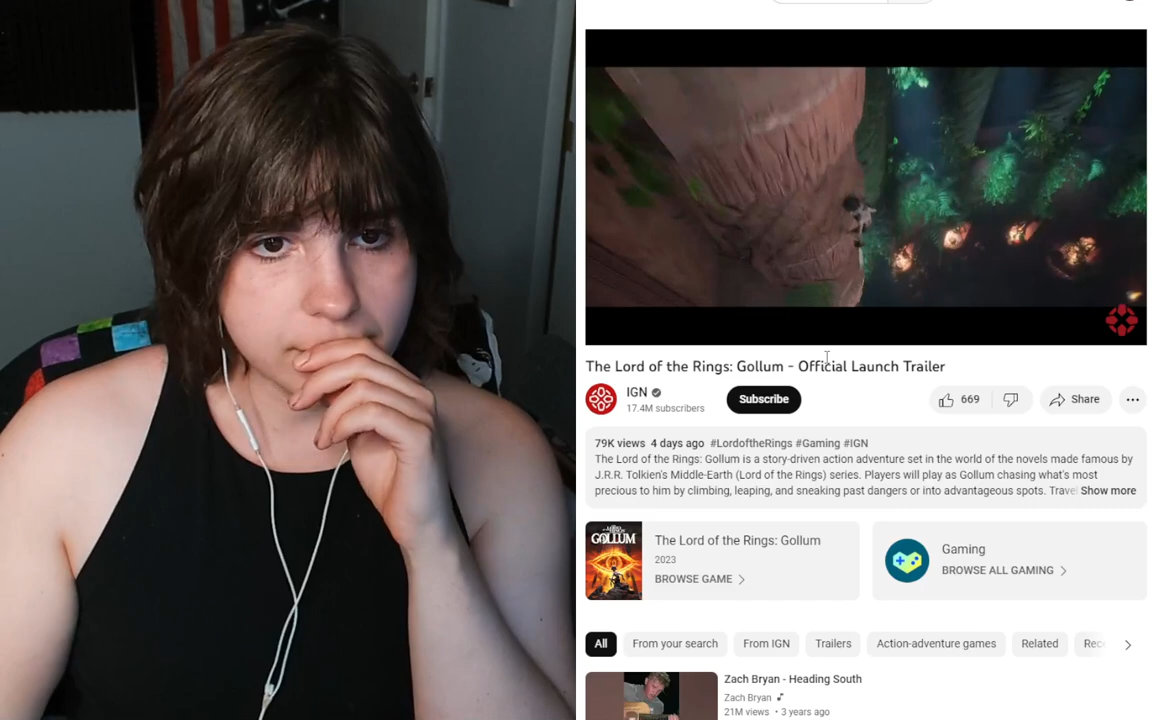 The Lord of the Rings: Gollum - Official Launch Trailer
IGN
17.4M subscribers
Subscribe
669
Share
79K views 4 days ago #LordoftheRings #Gaming #IGN
The Lord of the Rings: Gollum is a story-driven action adventure set in the world of the novels made famous by
J.R.R. Tolkien's Middle-Earth (Lord of the Rings) series. Players will play as Gollum chasing what's most
precious to him by climbing, leaping, and sneaking past dangers or into advantageous spots. Travel Show more
GOLLUM
The Lord of the Rings: Gollum
2023
BROWSE GAME
Gaming
BROWSE ALL GAMING
All
From your search
From IGN
Trailers
Action-adventure games
Related
Rece
Zach Bryan - Heading South
Zach Bryan
21M views • 3 years ago